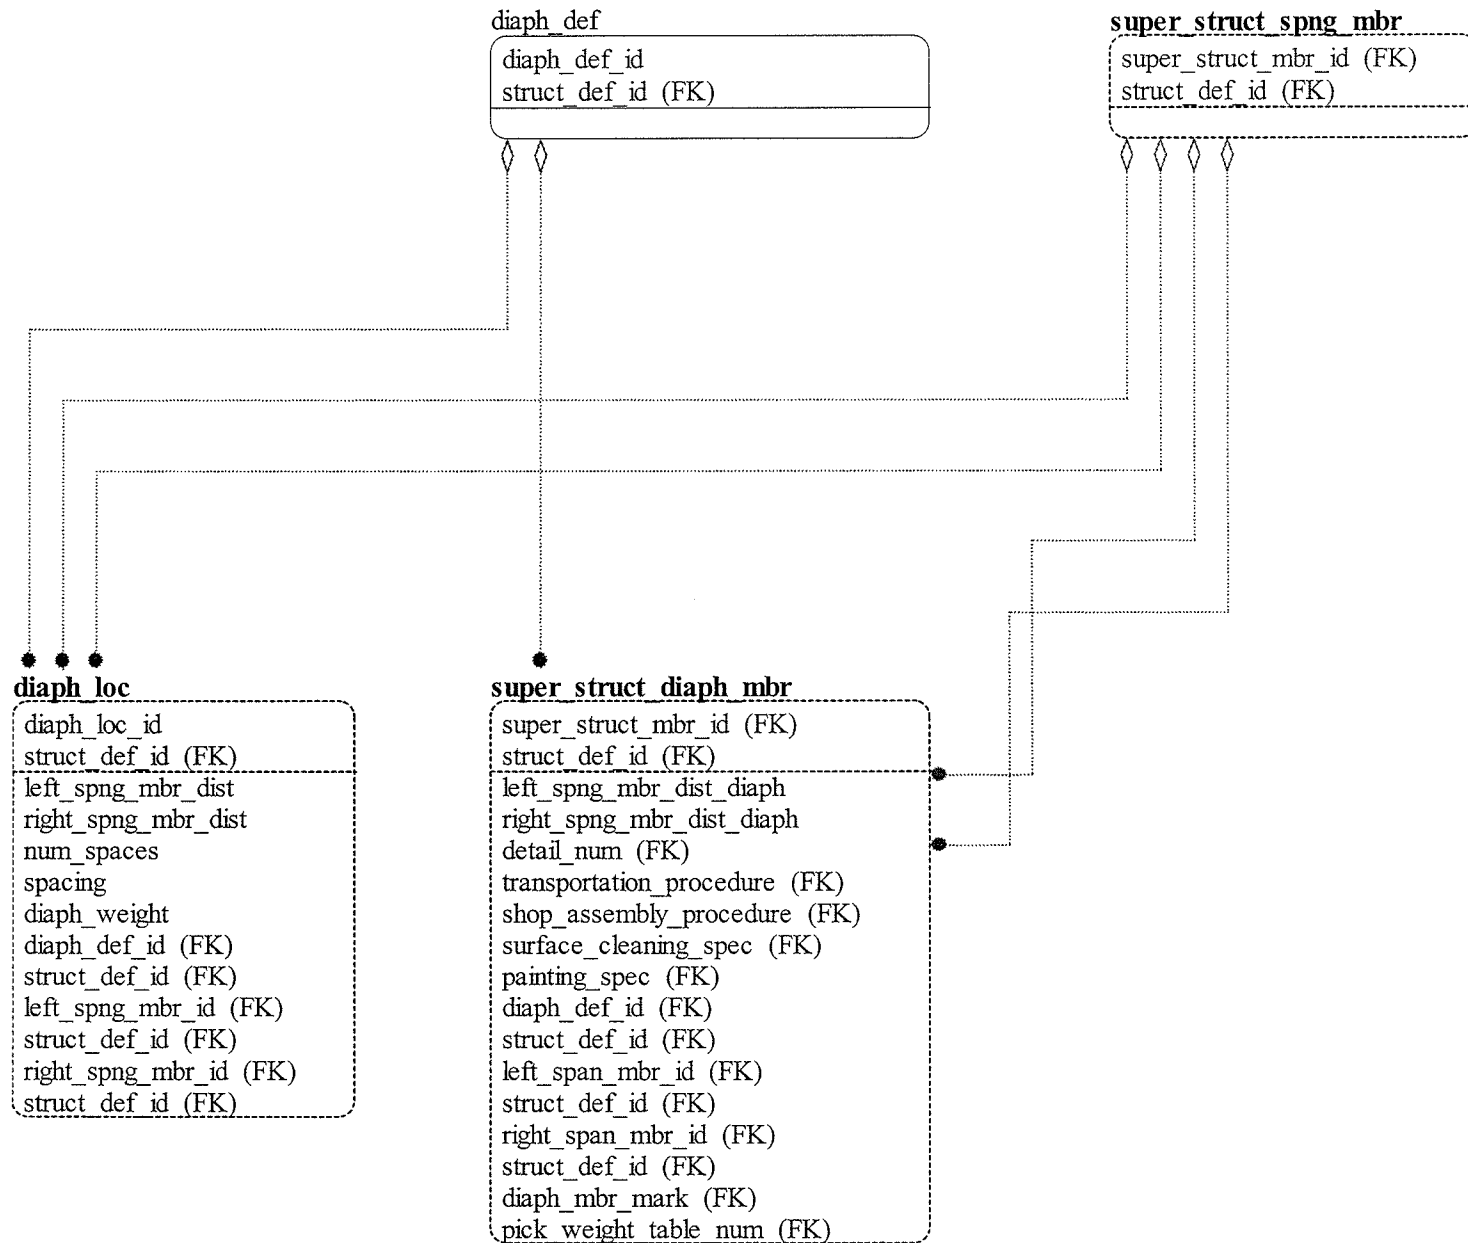 diaph_def
diaph_def_id
struct_def_id (FK)
super_struct_spng_mbr
super_struct_mbr_id (FK)
struct_def_id (FK)
diaph_loc
diaph_loc_id
struct_def_id (FK)
left_spng_mbr_dist
right_spng_mbr_dist
num_spaces
spacing
diaph_weight
diaph_def_id (FK)
struct_def_id (FK)
left_spng_mbr_id (FK)
struct_def_id (FK)
right_spng_mbr_id (FK)
struct_def_id (FK)
super_struct_diaph_mbr
super_struct_mbr_id (FK)
struct_def_id (FK)
left_spng_mbr_dist_diaph
right_spng_mbr_dist_diaph
detail_num (FK)
transportation_procedure (FK)
shop_assembly_procedure (FK)
surface_cleaning_spec (FK)
painting_spec (FK)
diaph_def_id (FK)
struct_def_id (FK)
left_span_mbr_id (FK)
struct_def_id (FK)
right_span_mbr_id (FK)
struct_def_id (FK)
diaph_mbr_mark (FK)
pick_weight_table_num (FK)